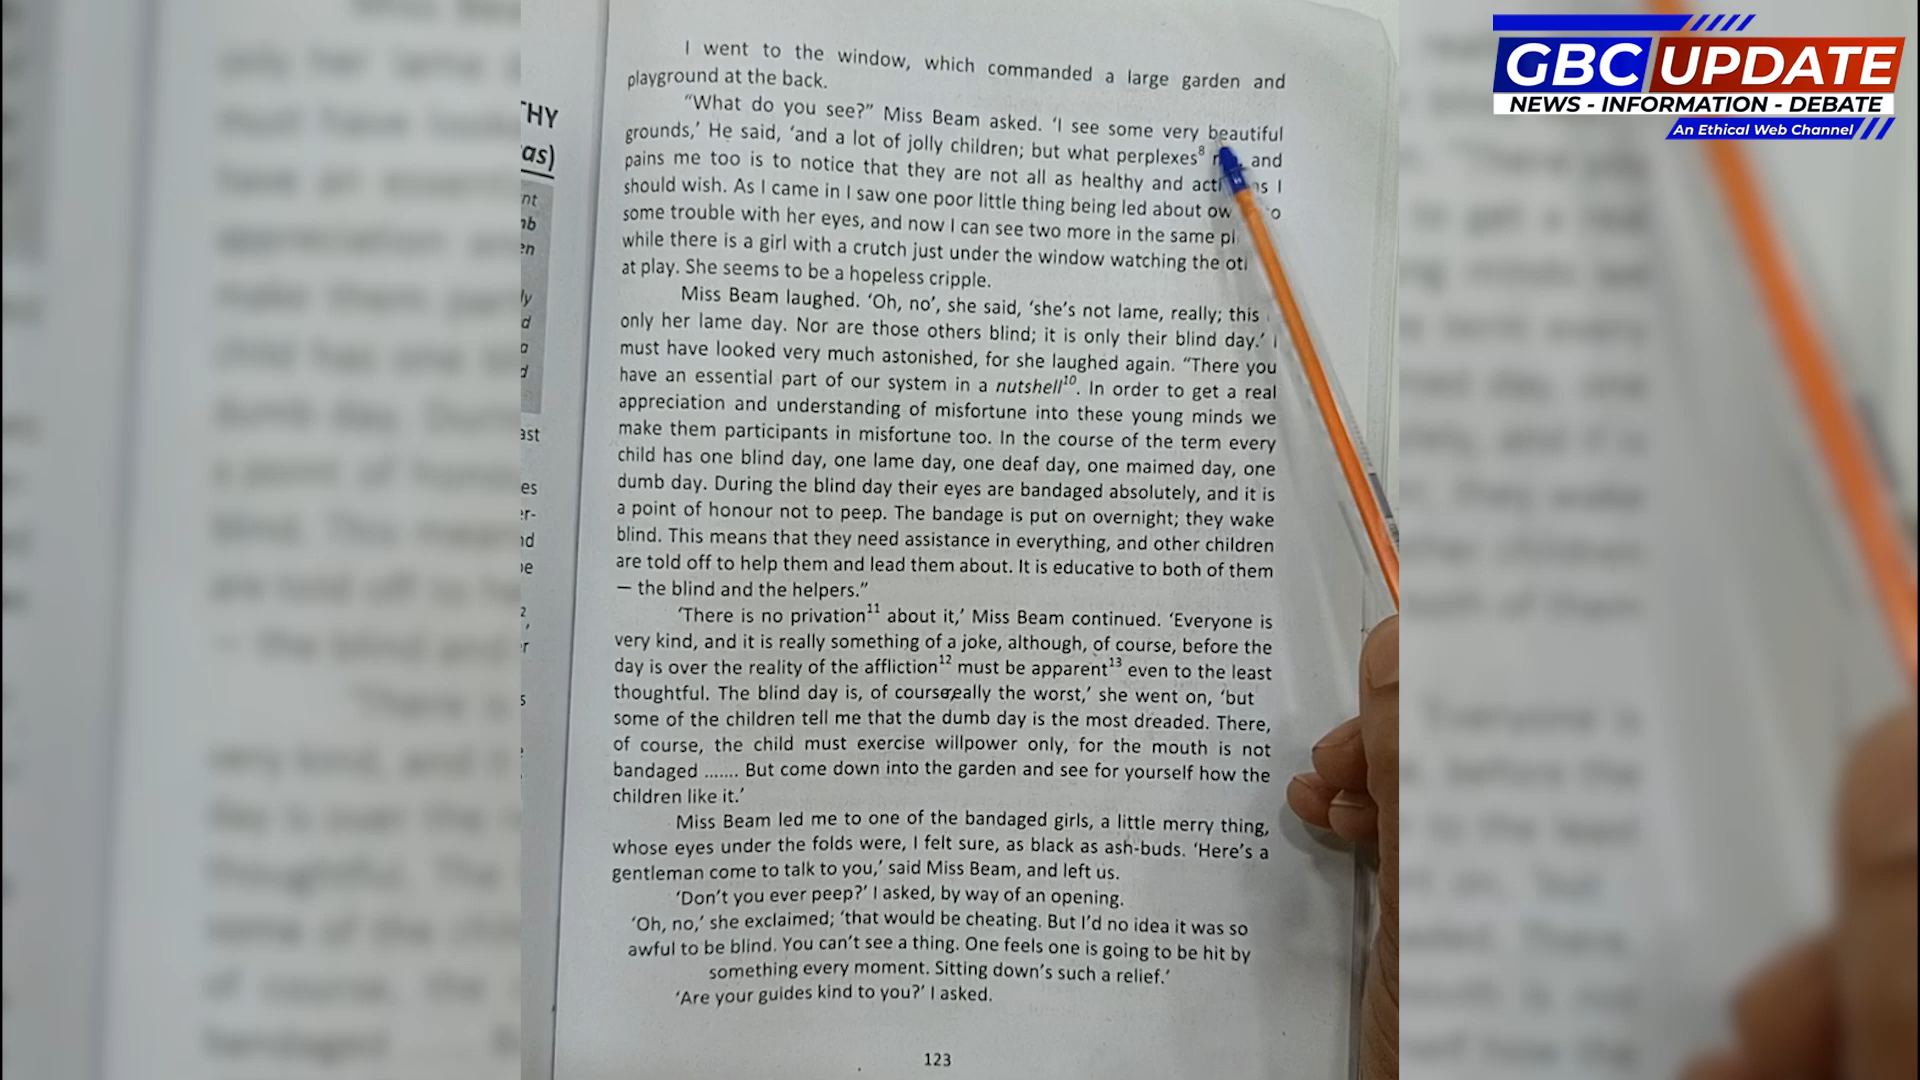 GBC UPDATE
NEWS - INFORMATION - DEBATE
An Ethical Web Channel
THY
as)
nt
nb
en
ly
d
a
d
ast
es
er-
nd
ne
2
,
r
s
I went to the window, which commanded a large garden and
playground at the back.
“What do you see?” Miss Beam asked. ‘I see some very beautiful
grounds,’ He said, ‘and a lot of jolly children; but what perplexes⁸ and
pains me too is to notice that they are not all as healthy and acti as I
should wish. As I came in I saw one poor little thing being led about ow o
some trouble with her eyes, and now I can see two more in the same pl
while there is a girl with a crutch just under the window watching the ot
at play. She seems to be a hopeless cripple.
Miss Beam laughed. ‘Oh, no’, she said, ‘she’s not lame, really; this
only her lame day. Nor are those others blind; it is only their blind day.’ I
must have looked very much astonished, for she laughed again. “There you
have an essential part of our system in a nutshell¹⁰. In order to get a real
appreciation and understanding of misfortune into these young minds we
make them participants in misfortune too. In the course of the term every
child has one blind day, one lame day, one deaf day, one maimed day, one
dumb day. During the blind day their eyes are bandaged absolutely, and it is
a point of honour not to peep. The bandage is put on overnight; they wake
blind. This means that they need assistance in everything, and other children
are told off to help them and lead them about. It is educative to both of them
– the blind and the helpers.”
‘There is no privation¹¹ about it,’ Miss Beam continued. ‘Everyone is
very kind, and it is really something of a joke, although, of course, before the
day is over the reality of the affliction¹² must be apparent¹³ even to the least
thoughtful. The blind day is, of course, really the worst,’ she went on, ‘but
some of the children tell me that the dumb day is the most dreaded. There,
of course, the child must exercise willpower only, for the mouth is not
bandaged ....... But come down into the garden and see for yourself how the
children like it.’
Miss Beam led me to one of the bandaged girls, a little merry thing,
whose eyes under the folds were, I felt sure, as black as ash-buds. ‘Here’s a
gentleman come to talk to you,’ said Miss Beam, and left us.
‘Don’t you ever peep?’ I asked, by way of an opening.
‘Oh, no,’ she exclaimed; ‘that would be cheating. But I’d no idea it was so
awful to be blind. You can’t see a thing. One feels one is going to be hit by
something every moment. Sitting down’s such a relief.’
‘Are your guides kind to you?’ I asked.
123